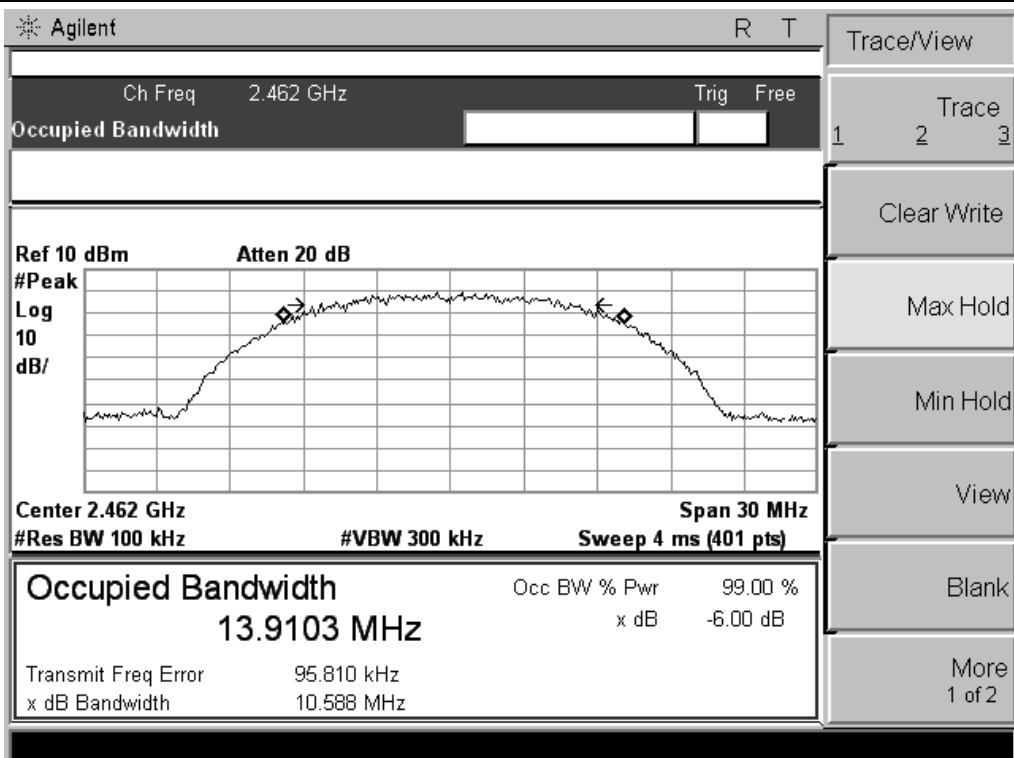 Agilent R T
Trace/View
Ch Freq 2.462 GHz Trig Free
Occupied Bandwidth
Trace
1 2 3
Clear Write
Ref 10 dBm Atten 20 dB
#Peak
Log
10
dB/
Max Hold
Min Hold
View
Center 2.462 GHz Span 30 MHz
#Res BW 100 kHz #VBW 300 kHz Sweep 4 ms (401 pts)
Occupied Bandwidth Occ BW % Pwr 99.00 %
13.9103 MHz x dB -6.00 dB
Blank
Transmit Freq Error 95.810 kHz
x dB Bandwidth 10.588 MHz
More
1 of 2